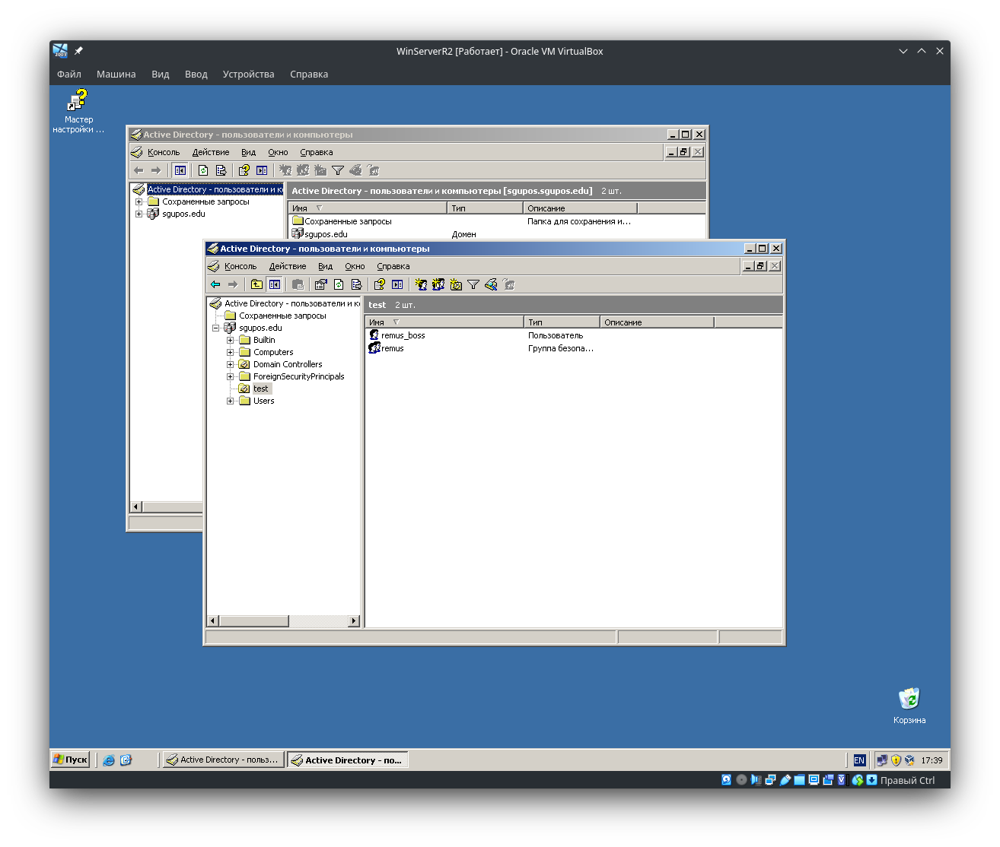 WinServerR2 [Работает] - Oracle VM VirtualBox
Файл Машина Вид Ввод Устройства Справка
Мастер
настройки ...
Active Directory - пользователи и компьютеры
Консоль Действие Вид Окно Справка
Active Directory - пользователи и к
Сохраненные запросы
sgupos.edu
Active Directory - пользователи и компьютеры [sgupos.sgupos.edu] 2 шт.
Имя Тип Описание
Сохраненные запросы Папка для сохранения и...
sgupos.edu Домен
Active Directory - пользователи и компьютеры
Консоль Действие Вид Окно Справка
Active Directory - пользователи и к
Сохраненные запросы
sgupos.edu
Builtin
Computers
Domain Controllers
ForeignSecurityPrincipals
test
Users
test 2 шт.
Имя Тип Описание
remus_boss Пользователь
remus Группа безопа...
Корзина
Пуск
Active Directory - польз...
Active Directory - по...
EN
17:39
Правый Ctrl